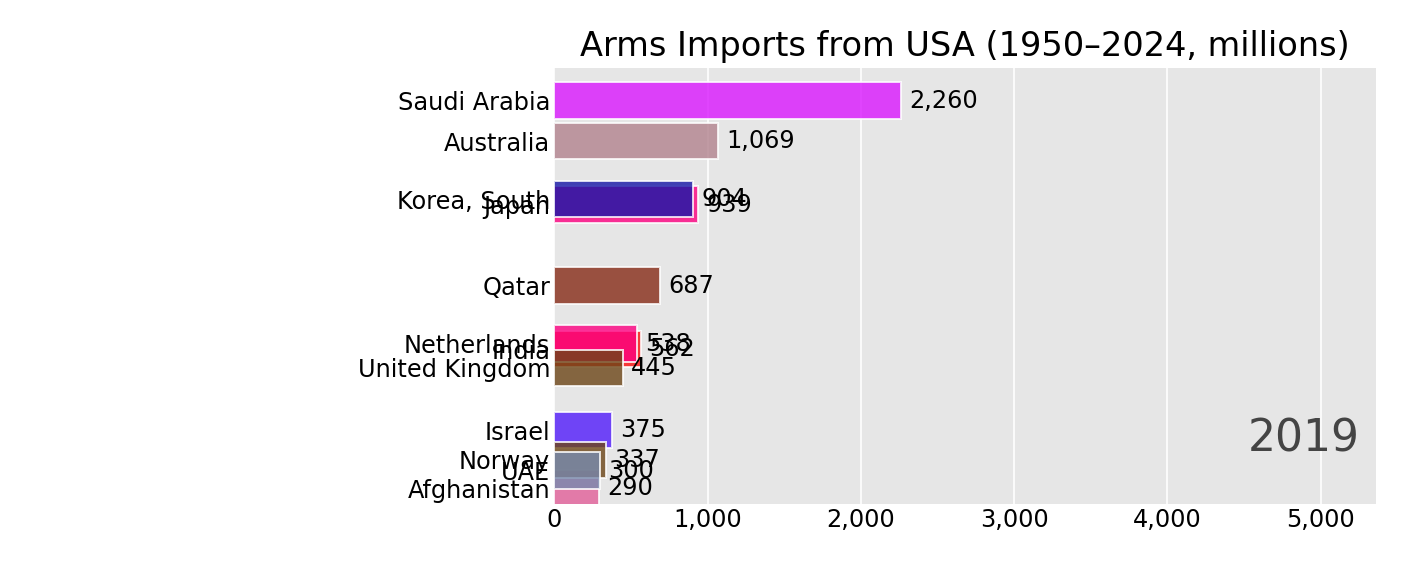 Arms Imports from USA (1950–2024, millions)
Saudi Arabia 2,260
Australia 1,069
Korea, South 904
Japan 939
Qatar 687
Netherlands 538
India 562
United Kingdom 445
Israel 375
2019
Norway 337
UAE 300
Afghanistan 290
0 1,000 2,000 3,000 4,000 5,000